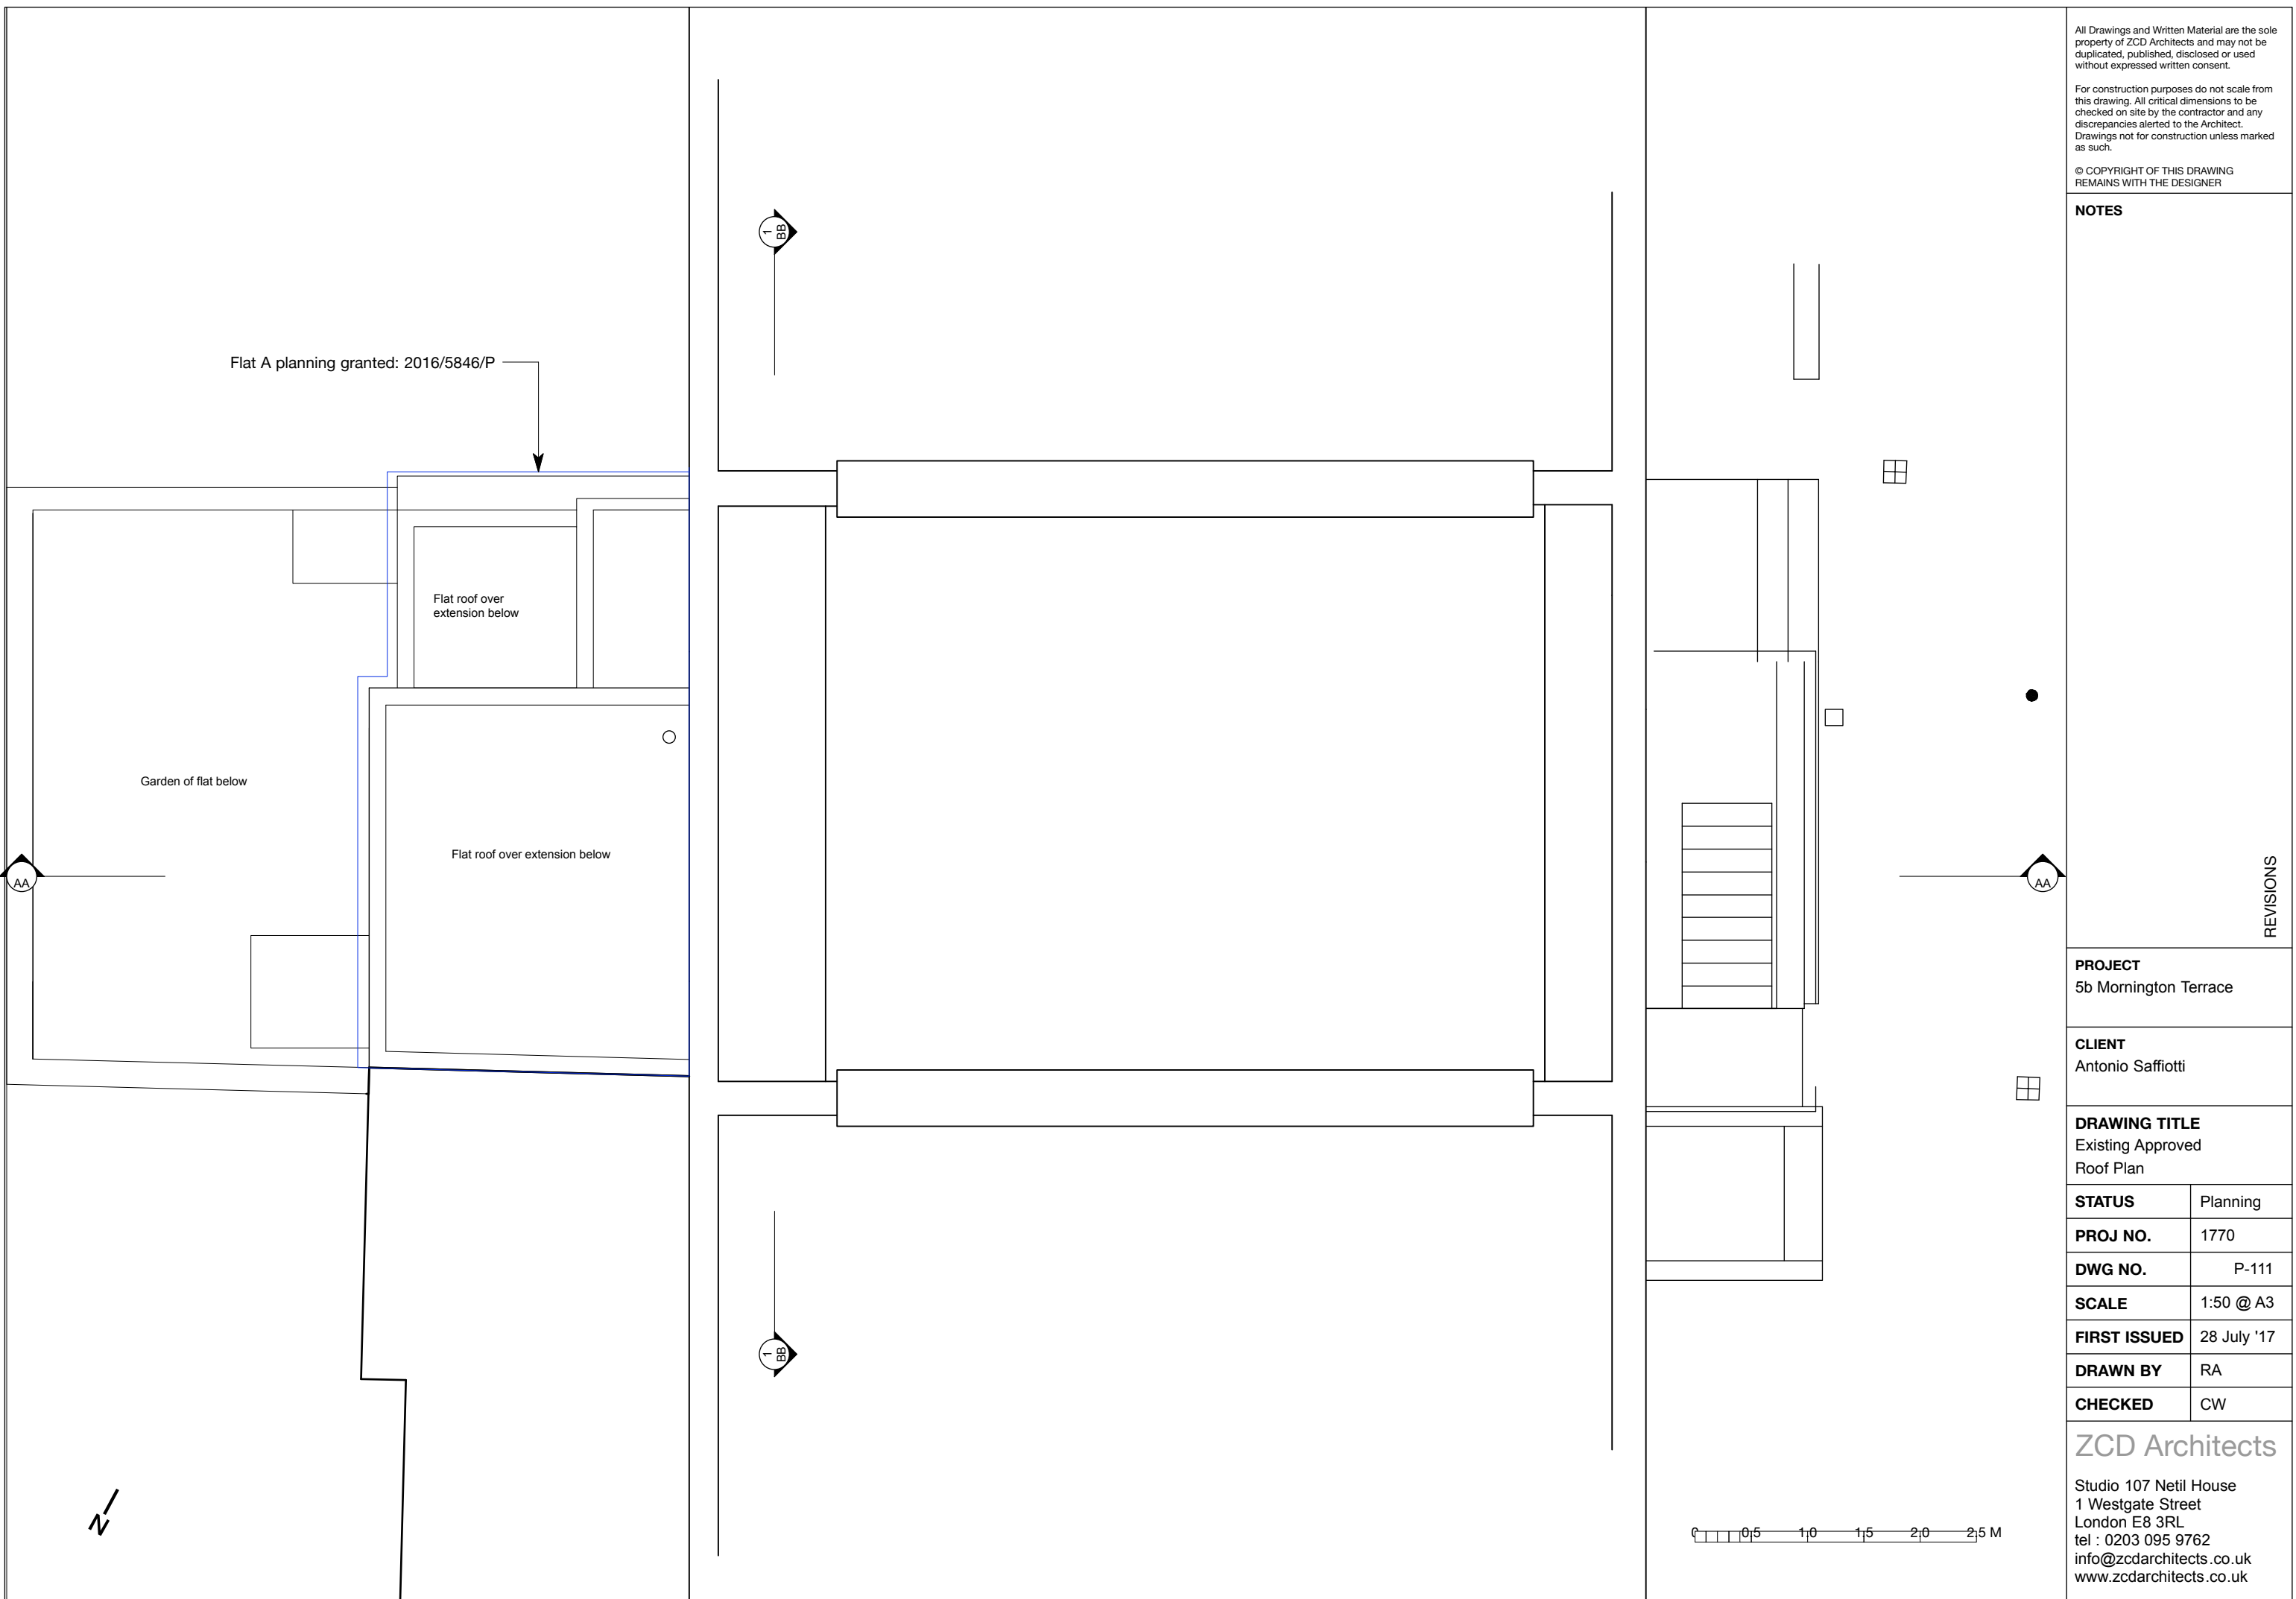 All Drawings and Written Material are the sole
property of ZCD Architects and may not be
duplicated, published, disclosed or used
without expressed written consent.
For construction purposes do not scale from
this drawing. All critical dimensions to be
checked on site by the contractor and any
discrepancies alerted to the Architect.
Drawings not for construction unless marked
as such.
© COPYRIGHT OF THIS DRAWING
REMAINS WITH THE DESIGNER
NOTES
1
BB
Flat A planning granted: 2016/5846/P
Flat roof over
extension below
Garden of flat below
Flat roof over extension below
AA
AA
REVISIONS
PROJECT
5b Mornington Terrace
CLIENT
Antonio Saffiotti
DRAWING TITLE
Existing Approved
Roof Plan
STATUS Planning
PROJ NO. 1770
DWG NO. P-111
SCALE 1:50 @ A3
FIRST ISSUED 28 July '17
DRAWN BY RA
CHECKED CW
1
BB
N
0 0.5 1.0 1.5 2.0 2.5 M
ZCD Architects
Studio 107 Netil House
1 Westgate Street
London E8 3RL
tel : 0203 095 9762
info@zcdarchitects.co.uk
www.zcdarchitects.co.uk